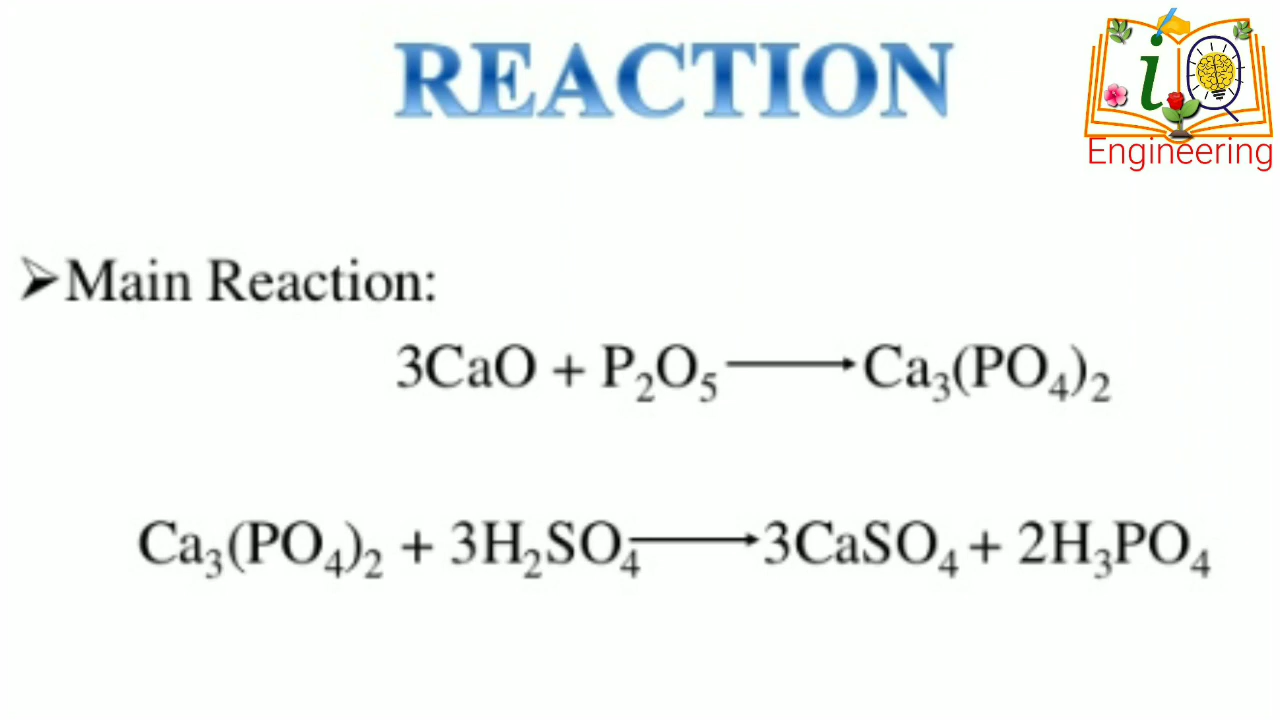 REACTION
i
Engineering
➢Main Reaction:
3CaO + P₂O₅ ⟶ Ca₃(PO₄)₂
Ca₃(PO₄)₂ + 3H₂SO₄ ⟶ 3CaSO₄ + 2H₃PO₄